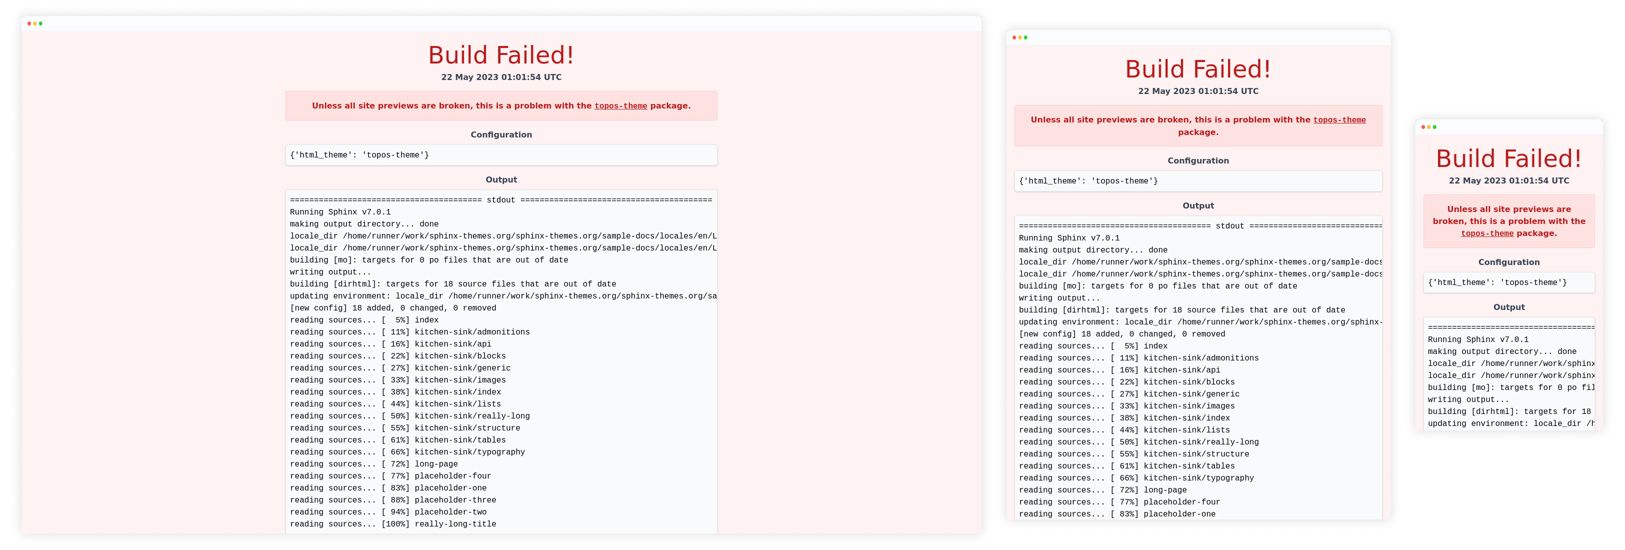 Build Failed!
22 May 2023 01:01:54 UTC
Unless all site previews are broken, this is a problem with the topos-theme package.
Configuration
{'html_theme': 'topos-theme'}
Output
======================================== stdout ========================================
Running Sphinx v7.0.1
making output directory... done
locale_dir /home/runner/work/sphinx-themes.org/sphinx-themes.org/sample-docs/locales/en/L
locale_dir /home/runner/work/sphinx-themes.org/sphinx-themes.org/sample-docs/locales/en/L
building [mo]: targets for 0 po files that are out of date
writing output...
building [dirhtml]: targets for 18 source files that are out of date
updating environment: locale_dir /home/runner/work/sphinx-themes.org/sphinx-themes.org/sa
[new config] 18 added, 0 changed, 0 removed
reading sources... [  5%] index
reading sources... [ 11%] kitchen-sink/admonitions
reading sources... [ 16%] kitchen-sink/api
reading sources... [ 22%] kitchen-sink/blocks
reading sources... [ 27%] kitchen-sink/generic
reading sources... [ 33%] kitchen-sink/images
reading sources... [ 38%] kitchen-sink/index
reading sources... [ 44%] kitchen-sink/lists
reading sources... [ 50%] kitchen-sink/really-long
reading sources... [ 55%] kitchen-sink/structure
reading sources... [ 61%] kitchen-sink/tables
reading sources... [ 66%] kitchen-sink/typography
reading sources... [ 72%] long-page
reading sources... [ 77%] placeholder-four
reading sources... [ 83%] placeholder-one
reading sources... [ 88%] placeholder-three
reading sources... [ 94%] placeholder-two
reading sources... [100%] really-long-title
Build Failed!
22 May 2023 01:01:54 UTC
Unless all site previews are broken, this is a problem with the topos-theme
package.
Configuration
{'html_theme': 'topos-theme'}
Output
======================================== stdout ============================
Running Sphinx v7.0.1
making output directory... done
locale_dir /home/runner/work/sphinx-themes.org/sphinx-themes.org/sample-docs
locale_dir /home/runner/work/sphinx-themes.org/sphinx-themes.org/sample-docs
building [mo]: targets for 0 po files that are out of date
writing output...
building [dirhtml]: targets for 18 source files that are out of date
updating environment: locale_dir /home/runner/work/sphinx-themes.org/sphinx-
[new config] 18 added, 0 changed, 0 removed
reading sources... [  5%] index
reading sources... [ 11%] kitchen-sink/admonitions
reading sources... [ 16%] kitchen-sink/api
reading sources... [ 22%] kitchen-sink/blocks
reading sources... [ 27%] kitchen-sink/generic
reading sources... [ 33%] kitchen-sink/images
reading sources... [ 38%] kitchen-sink/index
reading sources... [ 44%] kitchen-sink/lists
reading sources... [ 50%] kitchen-sink/really-long
reading sources... [ 55%] kitchen-sink/structure
reading sources... [ 61%] kitchen-sink/tables
reading sources... [ 66%] kitchen-sink/typography
reading sources... [ 72%] long-page
reading sources... [ 77%] placeholder-four
reading sources... [ 83%] placeholder-one
Build Failed!
22 May 2023 01:01:54 UTC
Unless all site previews are
broken, this is a problem with the
topos-theme package.
Configuration
{'html_theme': 'topos-theme'}
Output
===================================
Running Sphinx v7.0.1
making output directory... done
locale_dir /home/runner/work/sphinx
locale_dir /home/runner/work/sphinx
building [mo]: targets for 0 po fil
writing output...
building [dirhtml]: targets for 18
updating environment: locale_dir /h